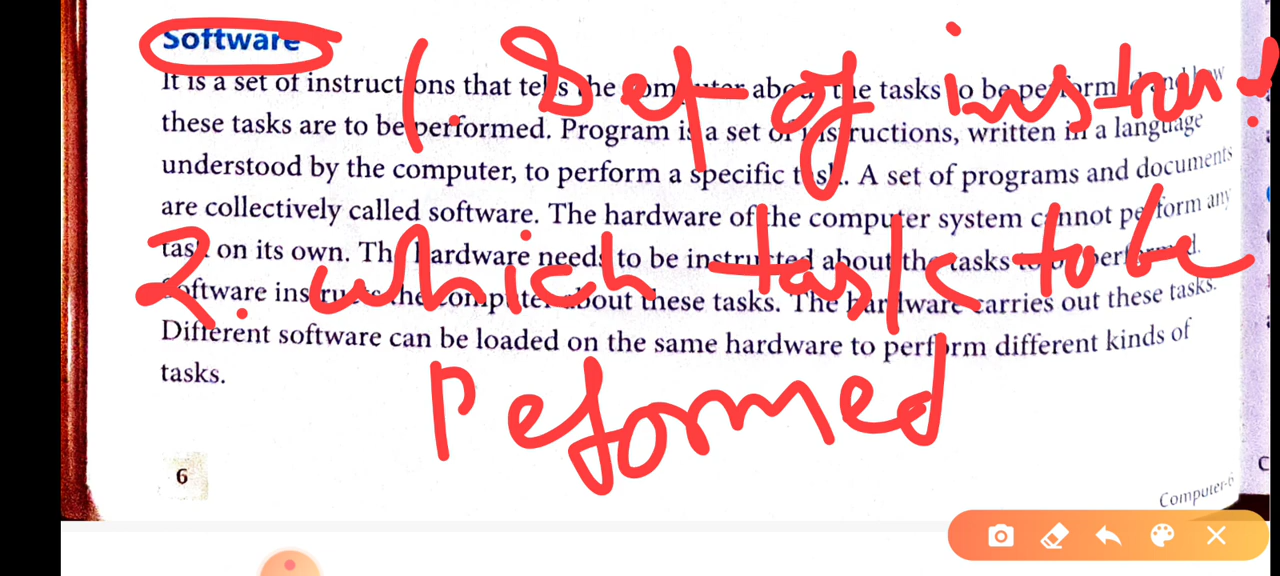 Software
1. Set of instrus
It is a set of instructions that tells the computer about the tasks to be performed and how
these tasks are to be performed. Program is a set of instructions, written in a language
understood by the computer, to perform a specific task. A set of programs and documents
are collectively called software. The hardware of the computer system cannot perform any
task on its own. The hardware needs to be instructed about the tasks to be performed.
2. which task to be
Software instructs the computer about these tasks. The hardware carries out these tasks.
Different software can be loaded on the same hardware to perform different kinds of
tasks.
Peformed
6
Computer-6